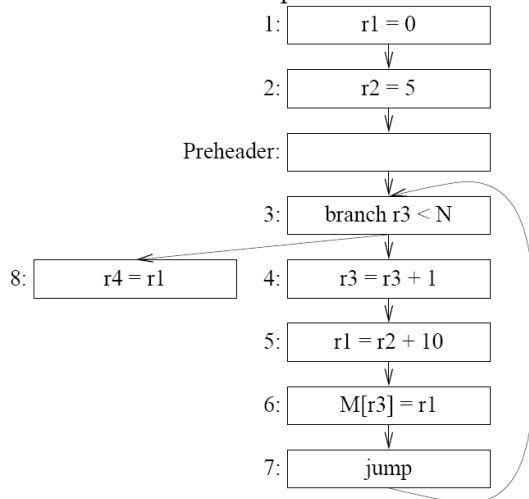 1: r1 = 0
2: r2 = 5
Preheader:
3: branch r3 < N
8: r4 = r1
4: r3 = r3 + 1
5: r1 = r2 + 10
6: M[r3] = r1
7: jump